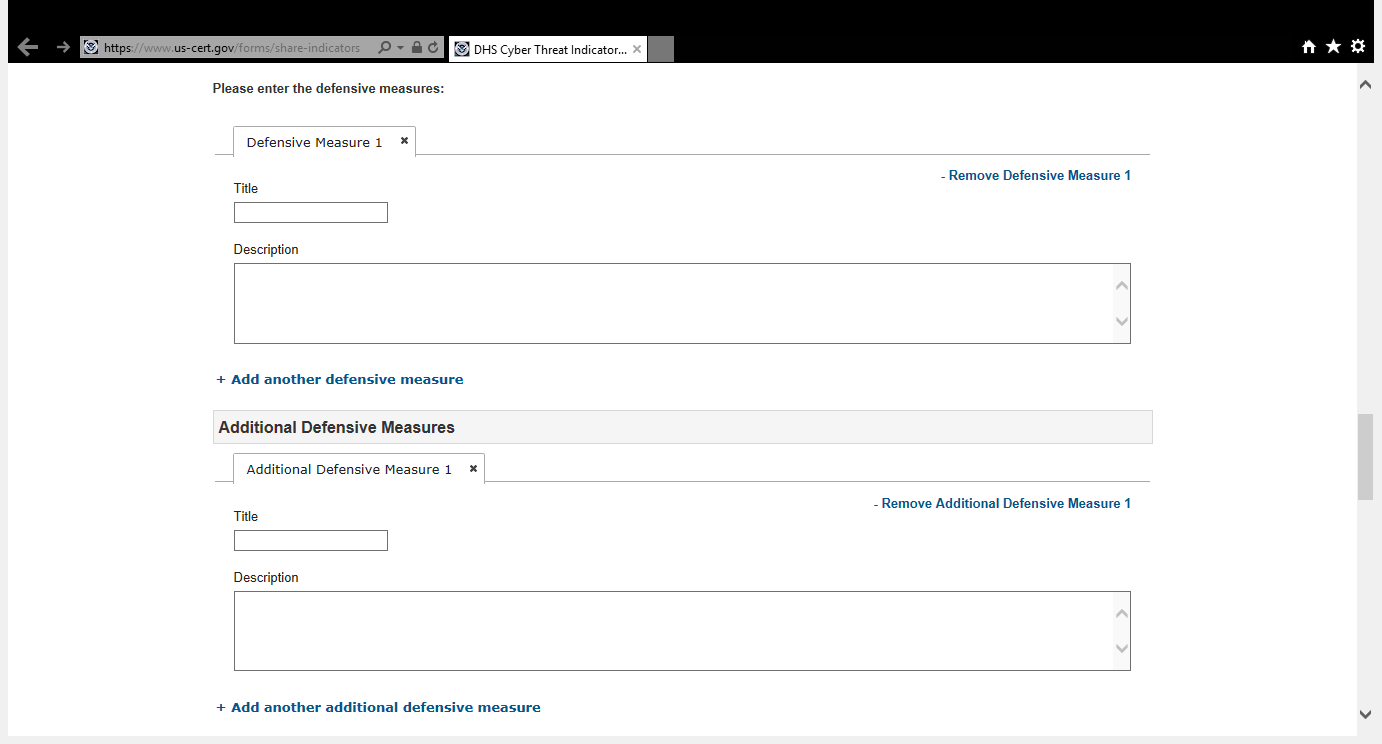 https://www.us-cert.gov/forms/share-indicators
DHS Cyber Threat Indicator...
Please enter the defensive measures:
Defensive Measure 1
- Remove Defensive Measure 1
Title
Description
+ Add another defensive measure
Additional Defensive Measures
Additional Defensive Measure 1
- Remove Additional Defensive Measure 1
Title
Description
+ Add another additional defensive measure